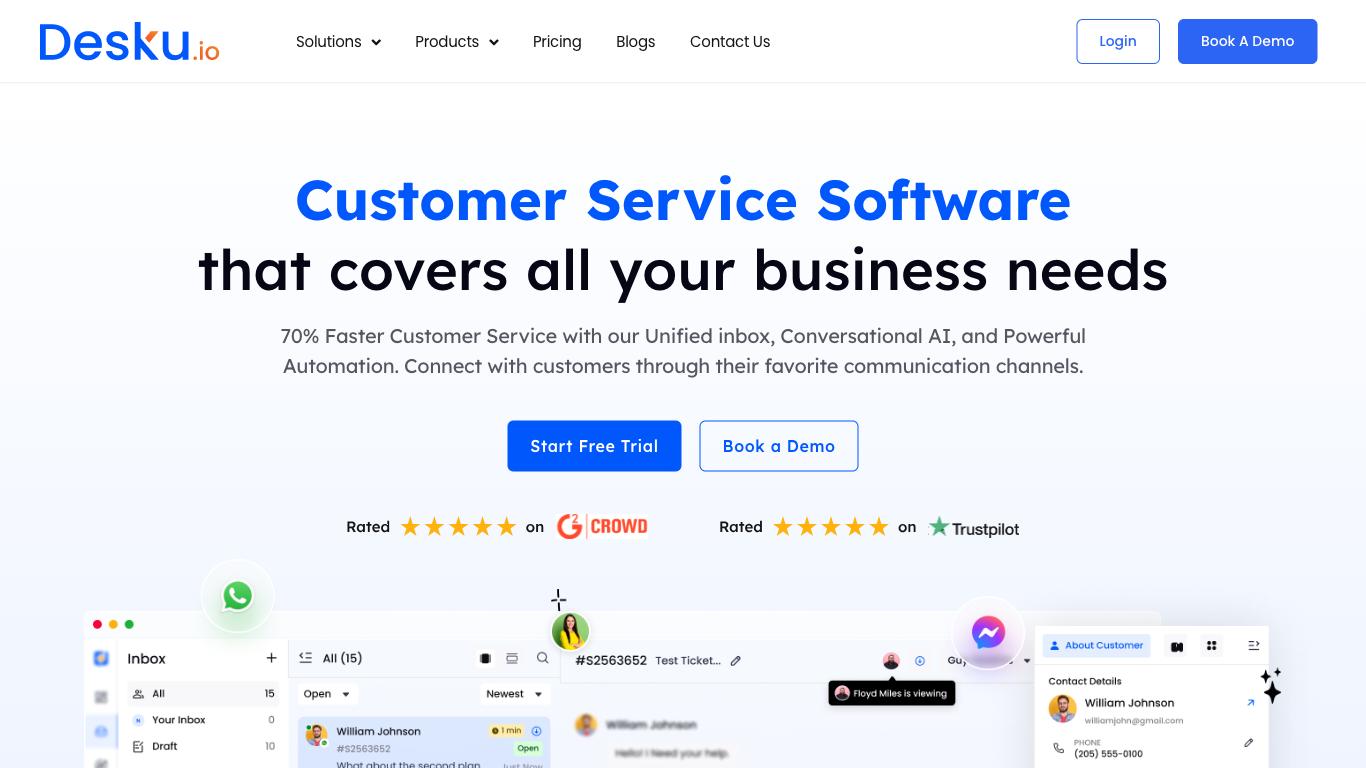 Desku.io
Solutions
Products
Pricing
Blogs
Contact Us
Login
Book A Demo
Customer Service Software
that covers all your business needs
70% Faster Customer Service with our Unified inbox, Conversational AI, and Powerful
Automation. Connect with customers through their favorite communication channels.
Start Free Trial
Book a Demo
Rated ★★★★★ on G2 CROWD
Rated ★★★★★ on Trustpilot
Inbox +
All 15
Your Inbox 0
Draft 10
All (15)
Open
Newest
William Johnson
1 min
#S2563652
Open
What about the second plan
Just Now
#S2563652 Test Ticket...
Floyd Miles is viewing
William Johnson
Hello! I Need your help.
About Customer
Contact Details
William Johnson
williamjohn@gmail.com
PHONE
(205) 555-0100